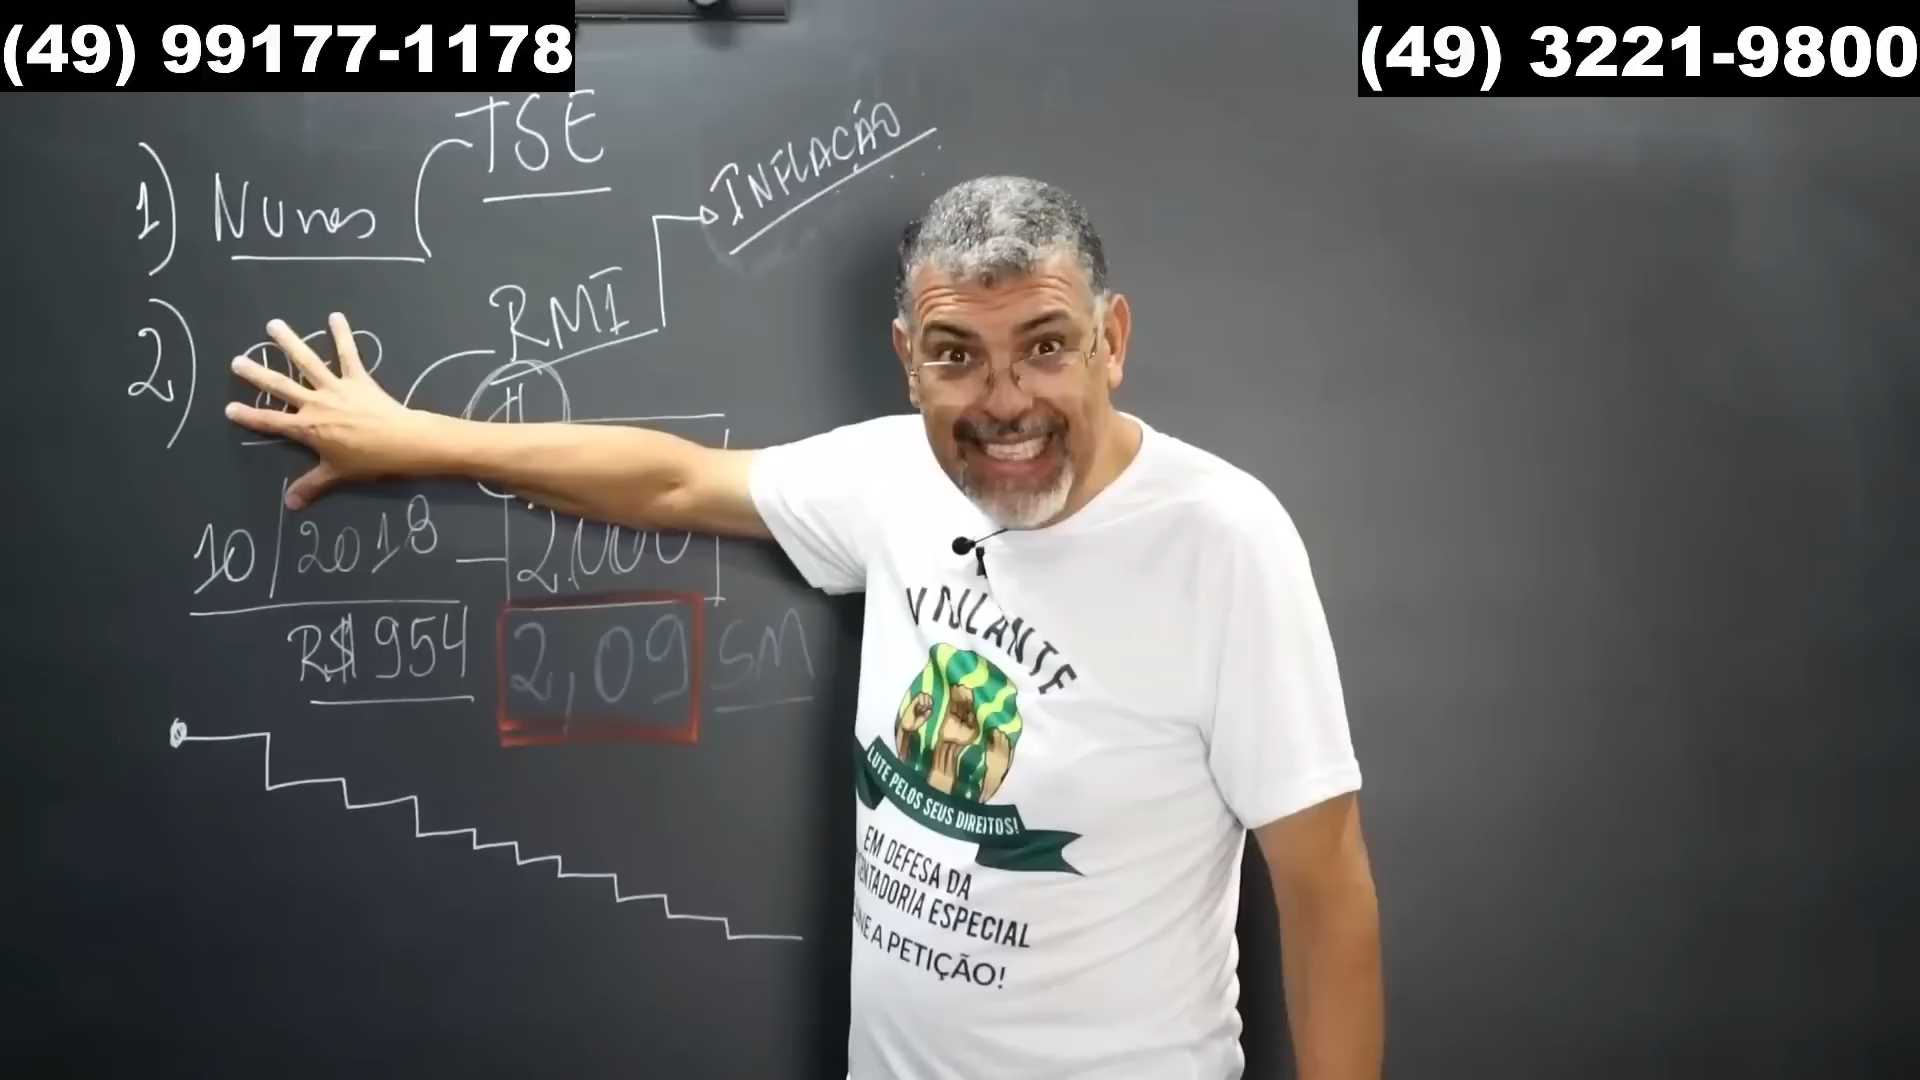 (49) 99177-1178
(49) 3221-9800
TSE
1) Nunes
INFLAÇÃO
RMI
2)
10/2018
2.000
R$ 954
2,09 SM
LUTE PELOS SEUS DIREITOS!
EM DEFESA DA
ESPECIAL
A PETIÇÃO!